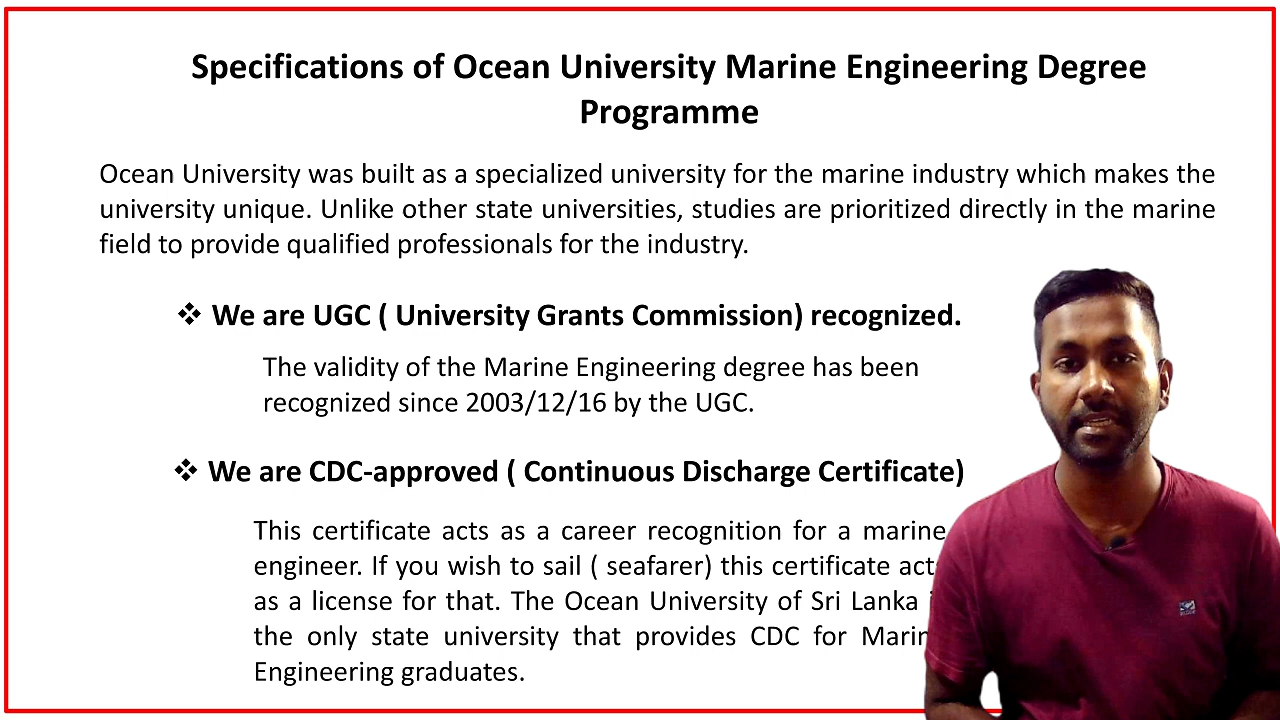 Specifications of Ocean University Marine Engineering Degree
Programme
Ocean University was built as a specialized university for the marine industry which makes the
university unique. Unlike other state universities, studies are prioritized directly in the marine
field to provide qualified professionals for the industry.
❖ We are UGC ( University Grants Commission) recognized.
The validity of the Marine Engineering degree has been
recognized since 2003/12/16 by the UGC.
❖ We are CDC-approved ( Continuous Discharge Certificate)
This certificate acts as a career recognition for a marine
engineer. If you wish to sail ( seafarer) this certificate act
as a license for that. The Ocean University of Sri Lanka
the only state university that provides CDC for Marin
Engineering graduates.